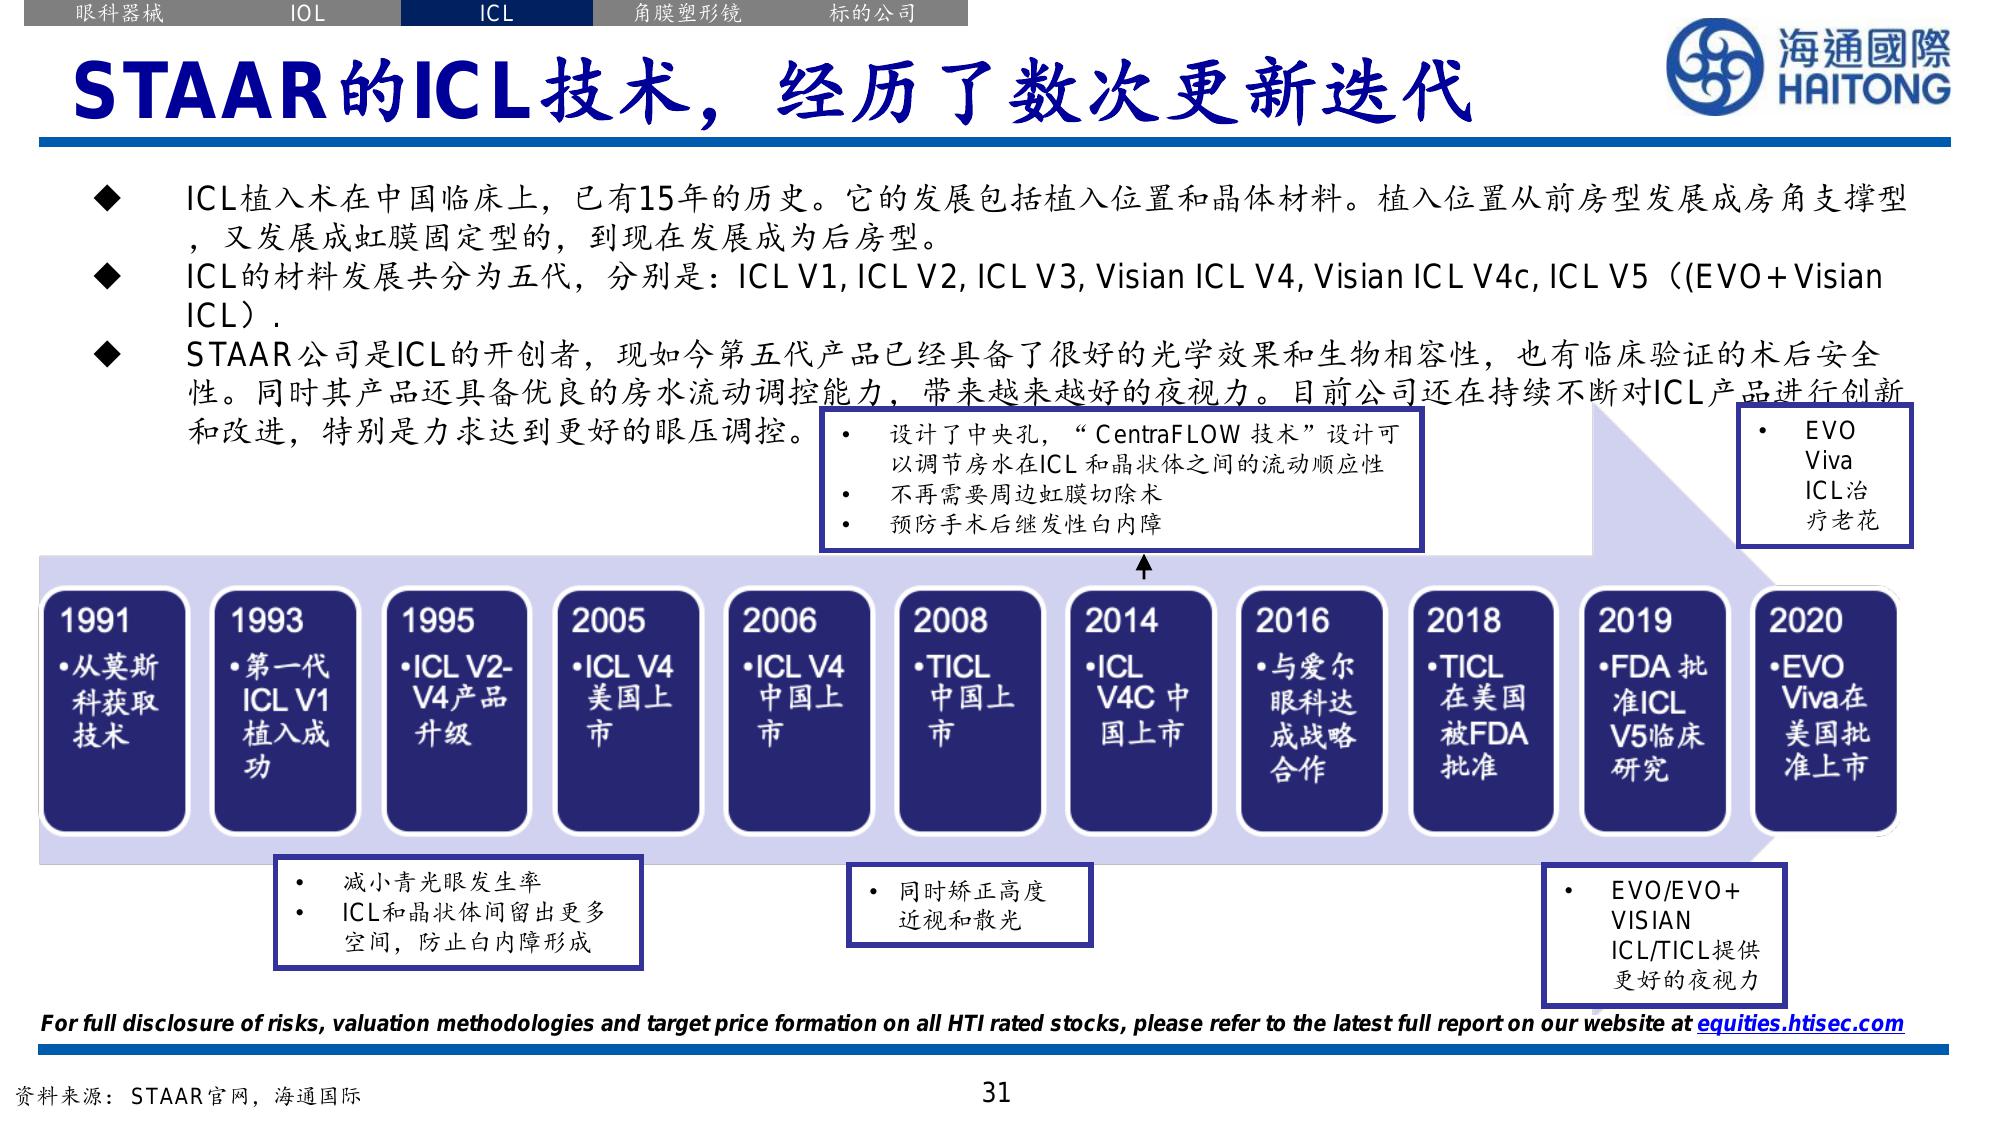 眼科器械
IOL
ICL
角膜塑形镜
标的公司
海通國際
HAITONG
STAAR的ICL技术，经历了数次更新迭代
◆ ICL植入术在中国临床上，已有15年的历史。它的发展包括植入位置和晶体材料。植入位置从前房型发展成房角支撑型
，又发展成虹膜固定型的，到现在发展成为后房型。
◆ ICL的材料发展共分为五代，分别是：ICL V1, ICL V2, ICL V3, Visian ICL V4, Visian ICL V4c, ICL V5（(EVO+ Visian
ICL）.
◆ STAAR公司是ICL的开创者，现如今第五代产品已经具备了很好的光学效果和生物相容性，也有临床验证的术后安全
性。同时其产品还具备优良的房水流动调控能力，带来越来越好的夜视力。目前公司还在持续不断对ICL产品进行创新
和改进，特别是力求达到更好的眼压调控。
• 设计了中央孔，“ CentraFLOW 技术”设计可
以调节房水在ICL 和晶状体之间的流动顺应性
• 不再需要周边虹膜切除术
• 预防手术后继发性白内障
• EVO
Viva
ICL治
疗老花
1991
•从莫斯
科获取
技术
1993
•第一代
ICL V1
植入成
功
1995
•ICL V2-
V4产品
升级
2005
•ICL V4
美国上
市
2006
•ICL V4
中国上
市
2008
•TICL
中国上
市
2014
•ICL
V4C 中
国上市
2016
•与爱尔
眼科达
成战略
合作
2018
•TICL
在美国
被FDA
批准
2019
•FDA 批
准ICL
V5临床
研究
2020
•EVO
Viva在
美国批
准上市
• 减小青光眼发生率
• ICL和晶状体间留出更多
空间，防止白内障形成
• 同时矫正高度
近视和散光
• EVO/EVO+
VISIAN
ICL/TICL提供
更好的夜视力
For full disclosure of risks, valuation methodologies and target price formation on all HTI rated stocks, please refer to the latest full report on our website at equities.htisec.com
资料来源：STAAR官网，海通国际
31